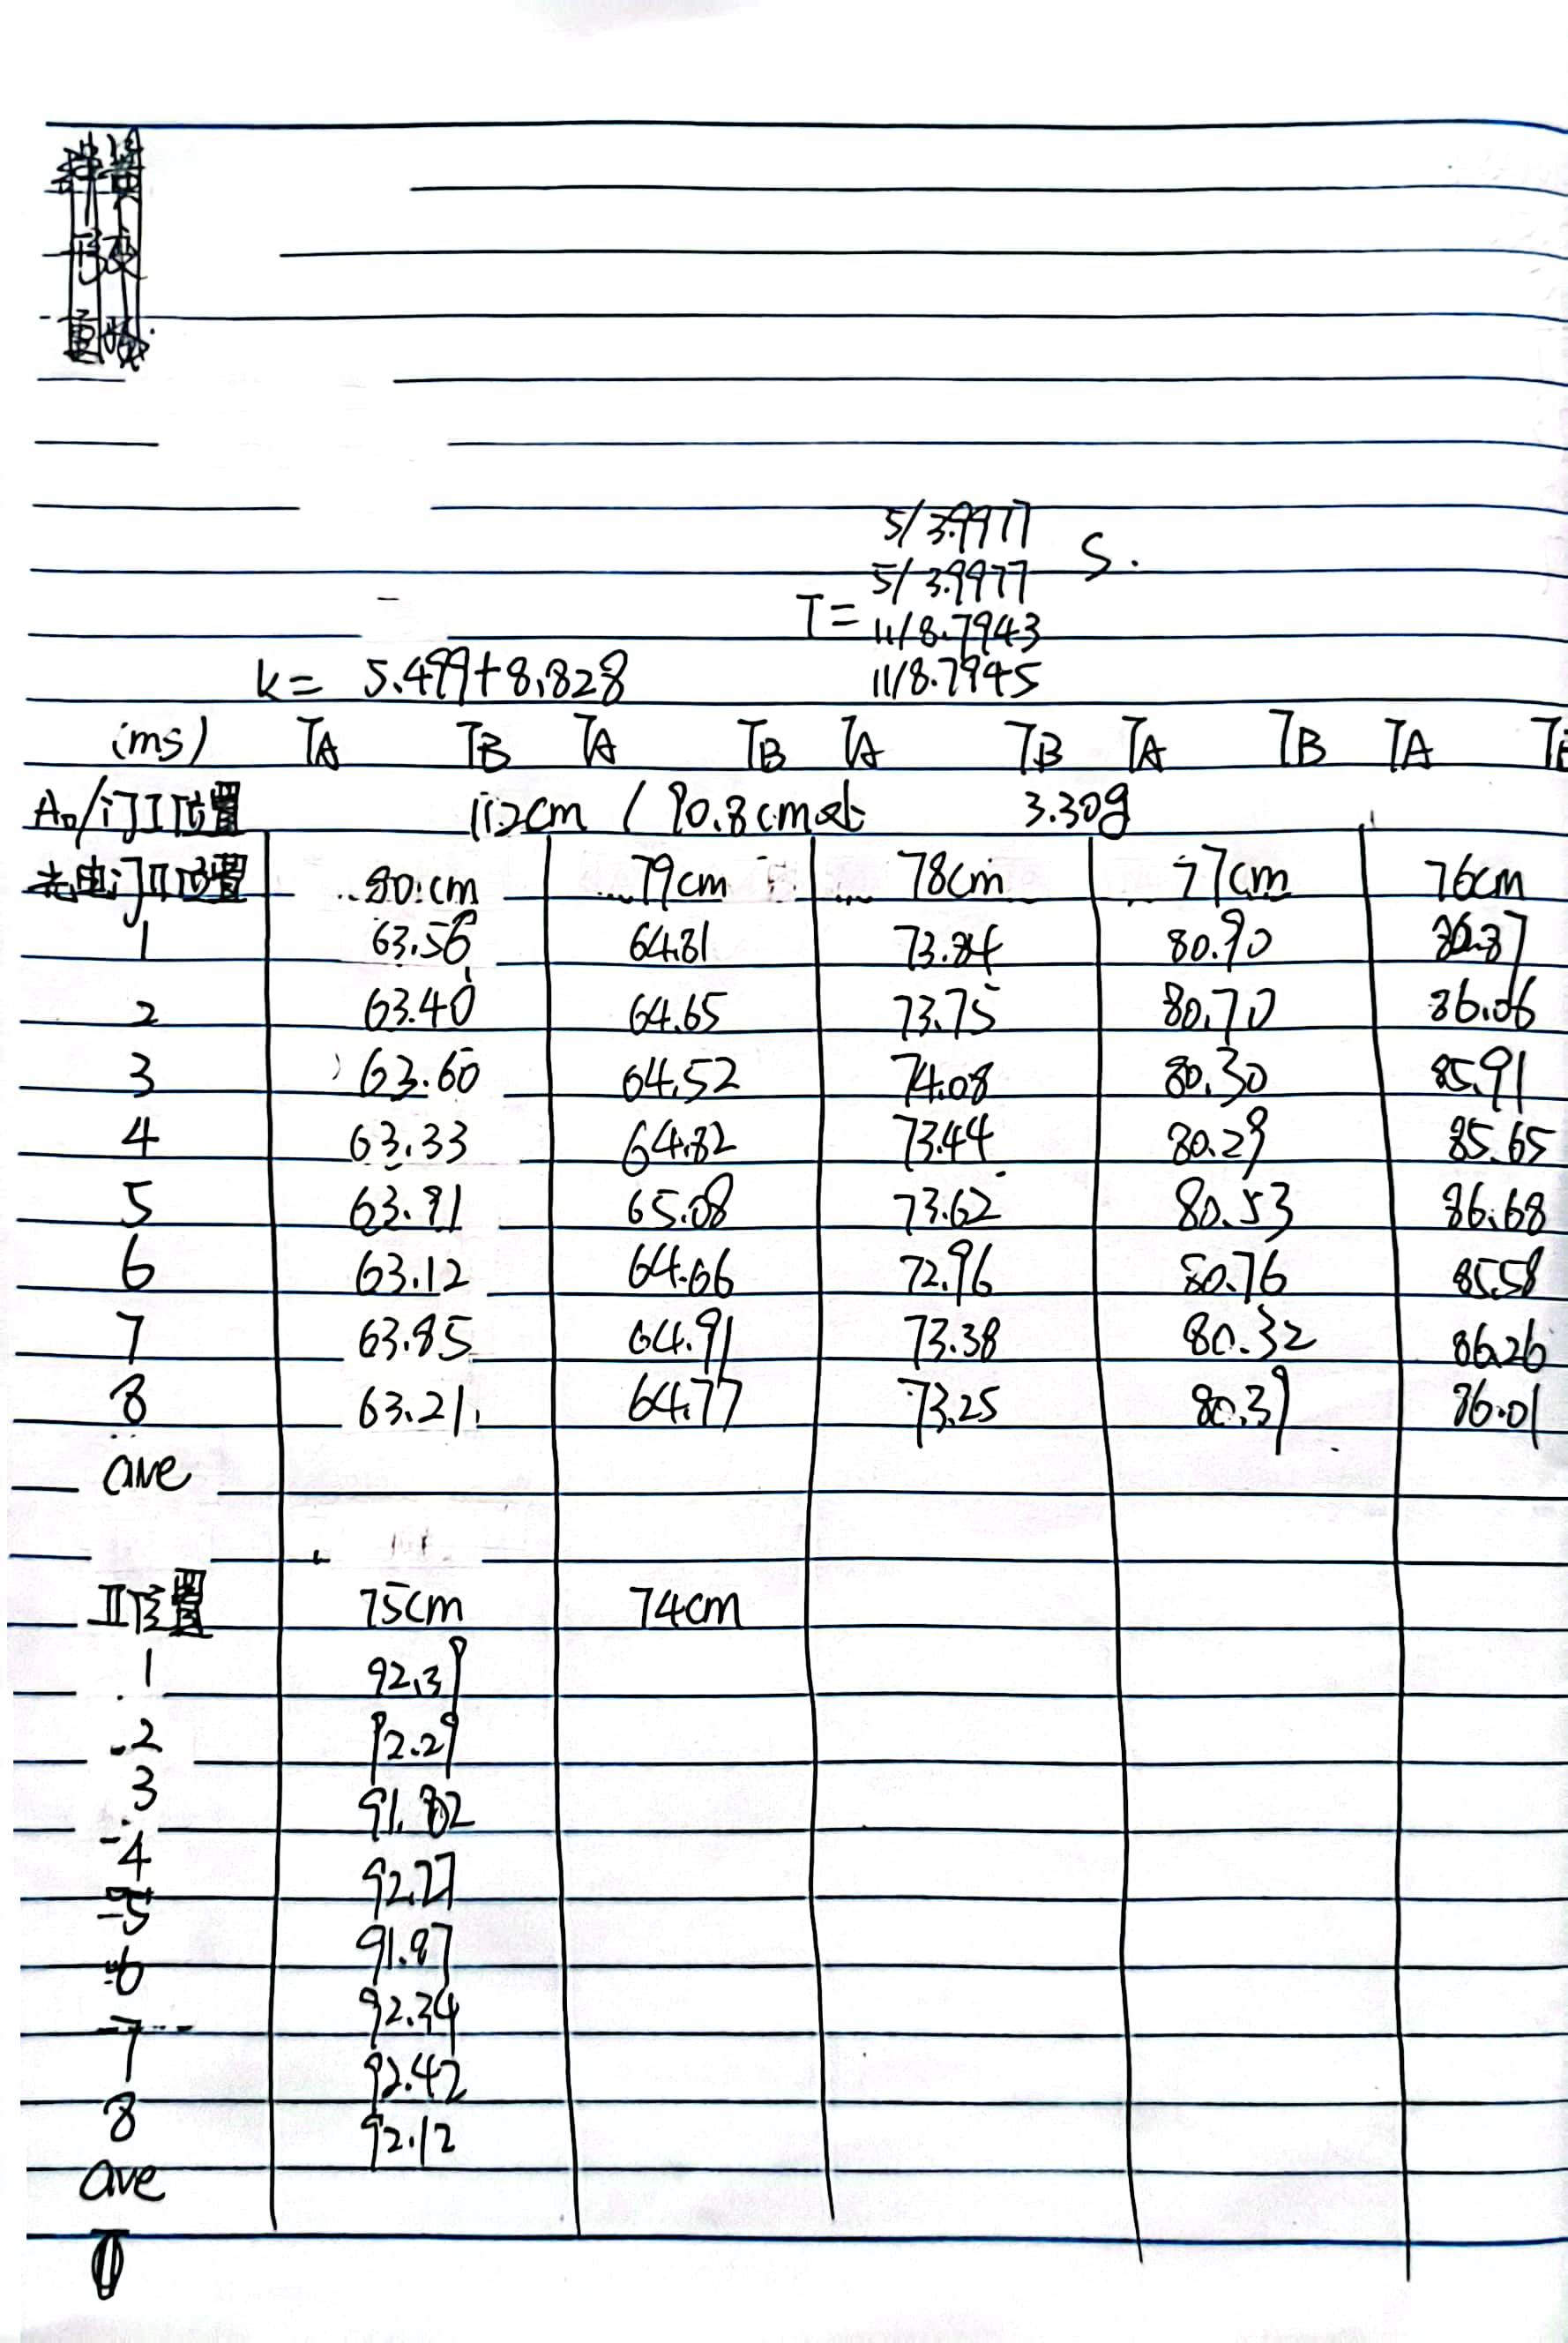 T= 5/3.9977 S.
5/3.9977
11/8.7943
11/8.7945
k= 5.499+8.828
(ms) TA TB TA TB TA TB TA TB TA TB
A₀/门I位置 112cm / 90.8cm处 3.30g
光电门II位置 80cm 79cm 78cm 77cm 76cm
1 63.56 64.81 73.84 80.90
2 63.40 64.65 73.75 80.70 86.06
3 63.60 64.52 74.08 80.30 85.91
4 63.33 64.82 73.44 80.29 85.65
5 63.91 65.08 73.62 80.53 86.68
6 63.12 64.66 72.96 80.76 85.58
7 63.85 64.91 73.38 80.32 86.26
8 63.21 64.77 73.25 80.39 86.01
ave
II位置 75cm 74cm
1 92.39
2 92.29
3 91.82
4 92.27
5 91.97
6 92.34
7 92.42
8 92.12
ave